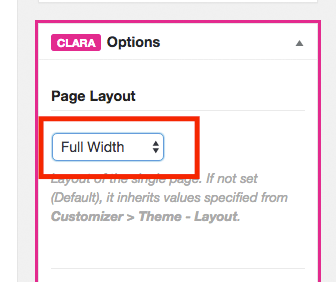 CLARA Options
Page Layout
Full Width
Layout of the single page. If not set
(Default), it inherits values specified from
Customizer > Theme - Layout.